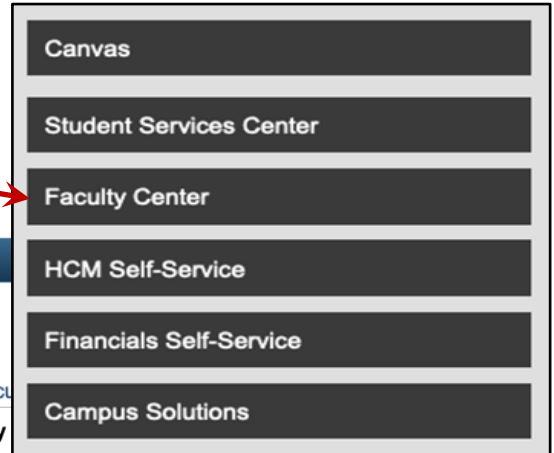 Canvas
Student Services Center
Faculty Center
HCM Self-Service
Financials Self-Service
Campus Solutions